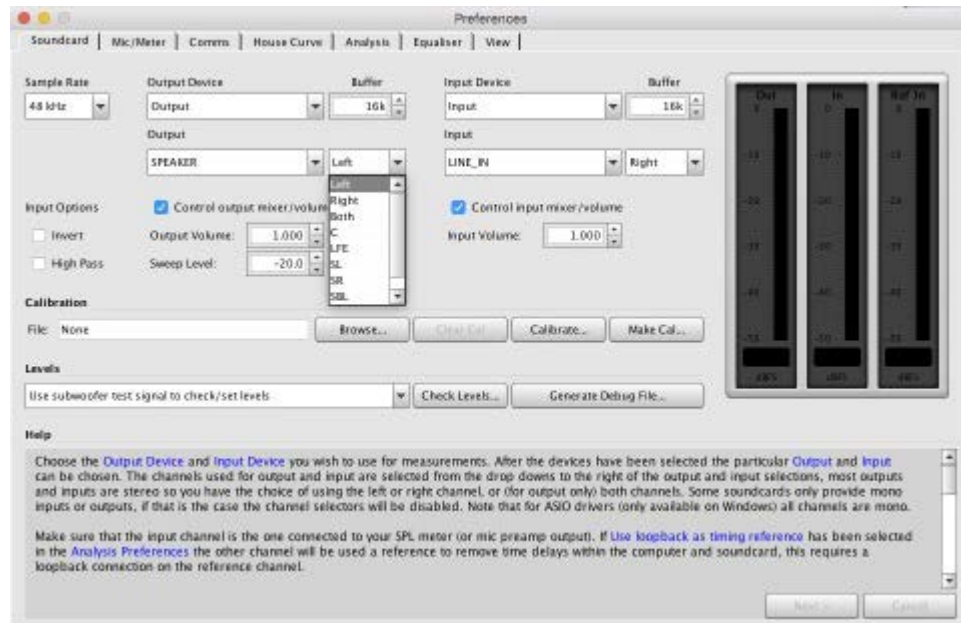 Preferences
Soundcard Mic/Meter Comms House Curve Analysis Equaliser View
Sample Rate Output Device Buffer Input Device Buffer
48 kHz Output 16k Input 16k
Output Input
SPEAKER Left LINE_IN Right
Left
Right
Both
C
LFE
SL
SR
SBL
Input Options Control output mixer/volum Control input mixer/volume
Invert Output Volume: 1.000 Input Volume: 1.000
High Pass Sweep Level: -20.0
Calibration
File: None Browse... Clear Cal Calibrate... Make Cal...
Levels
Use subwoofer test signal to check/set levels Check Levels... Generate Debug File...
Out In Ref In
dBFS dBFS dBFS
Help
Choose the Output Device and Input Device you wish to use for measurements. After the devices have been selected the particular Output and Input
can be chosen. The channels used for output and input are selected from the drop downs to the right of the output and input selections, most outputs
and inputs are stereo so you have the choice of using the left or right channel, or (for output only) both channels. Some soundcards only provide mono
inputs or outputs, if that is the case the channel selectors will be disabled. Note that for ASIO drivers (only available on Windows) all channels are mono.
Make sure that the input channel is the one connected to your SPL meter (or mic preamp output). If Use loopback as timing reference has been selected
in the Analysis Preferences the other channel will be used a reference to remove time delays within the computer and soundcard, this requires a
loopback connection on the reference channel.
Next > Cancel